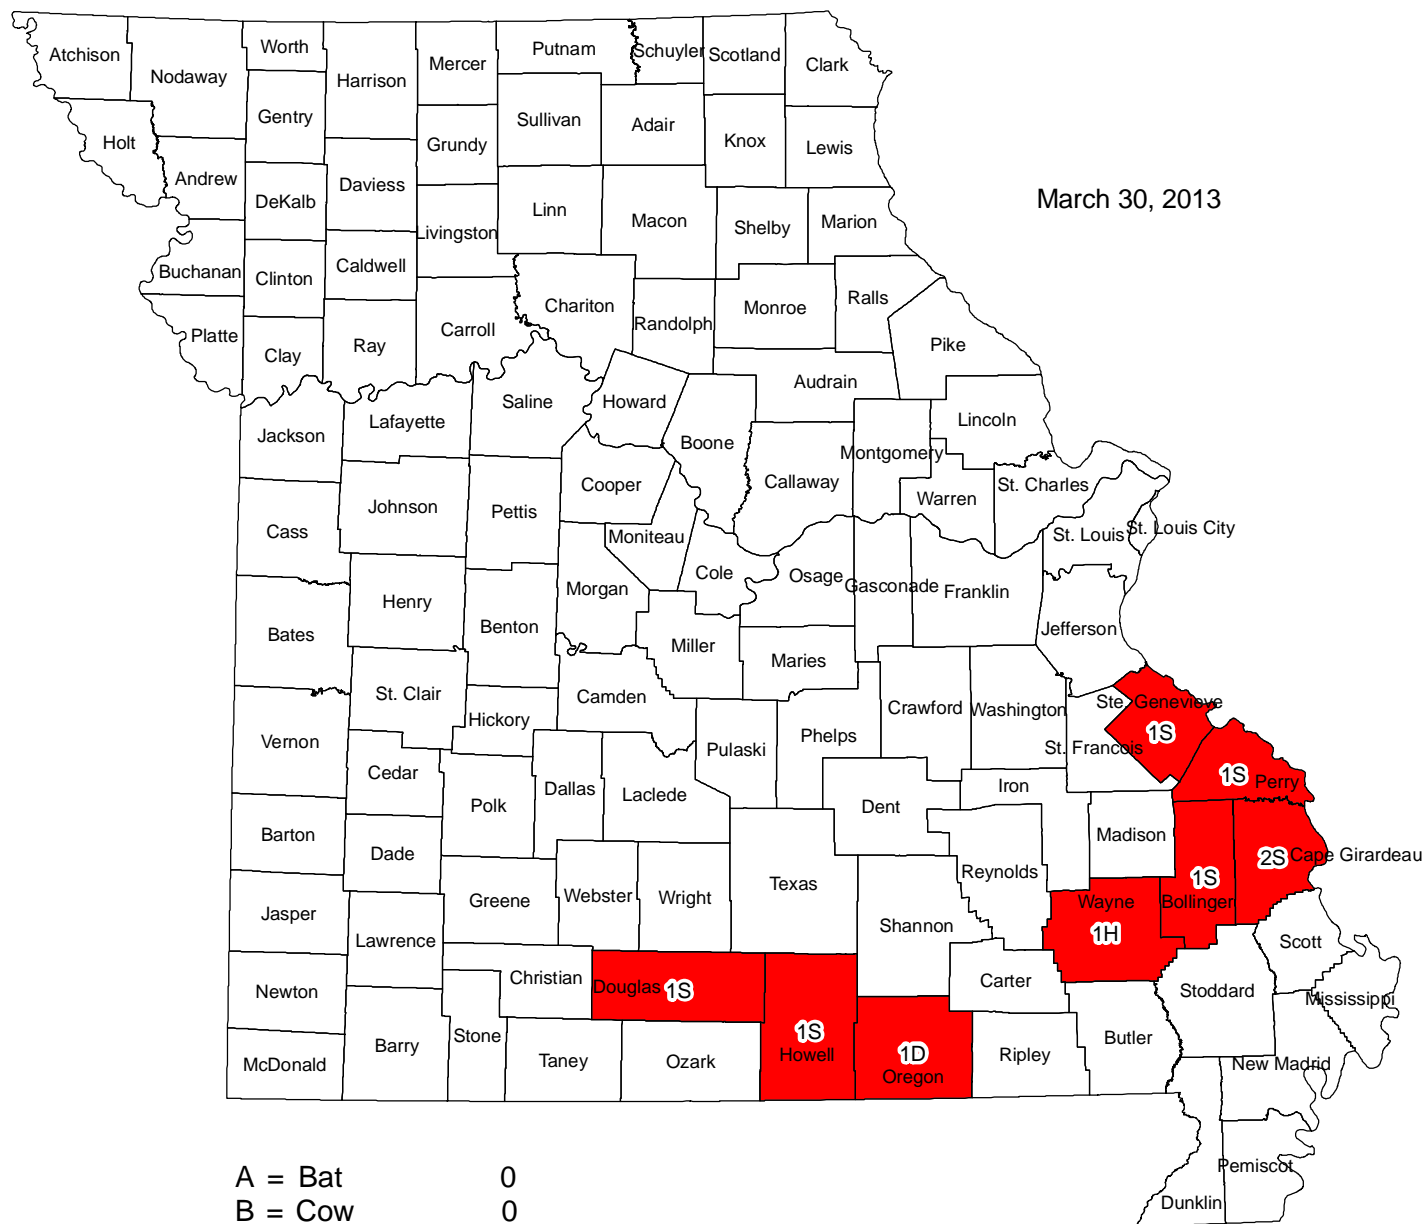 Atchison
Nodaway
Worth
Harrison
Mercer
Putnam
Schuyler
Scotland
Clark
Holt
Gentry
Grundy
Sullivan
Adair
Knox
Lewis
Andrew
DeKalb
Daviess
Livingston
Linn
Macon
Shelby
Marion
March 30, 2013
Buchanan
Clinton
Caldwell
Chariton
Randolph
Monroe
Ralls
Platte
Clay
Ray
Carroll
Pike
Audrain
Saline
Howard
Lafayette
Jackson
Boone
Lincoln
Montgomery
Callaway
Cooper
Warren
St. Charles
Johnson
Pettis
Cass
Moniteau
St. Louis
St. Louis City
Cole
Osage
Gasconade
Franklin
Morgan
Henry
Benton
Bates
Miller
Maries
Jefferson
St. Clair
Camden
Hickory
Crawford
Washington
Ste. Genevieve
1S
St. Francois
Vernon
Pulaski
Phelps
Cedar
Polk
Dallas
Laclede
Dent
Iron
1S
Perry
Barton
Dade
Madison
Texas
Reynolds
1S
Bollinger
2S
Cape Girardeau
Jasper
Greene
Webster
Wright
Wayne
1H
Lawrence
Shannon
Scott
Newton
Christian
Douglas
1S
Carter
Stoddard
Mississippi
McDonald
Barry
Stone
Taney
Ozark
1S
Howell
1D
Oregon
Ripley
Butler
New Madrid
Pemiscot
Dunklin
A = Bat 0
B = Cow 0